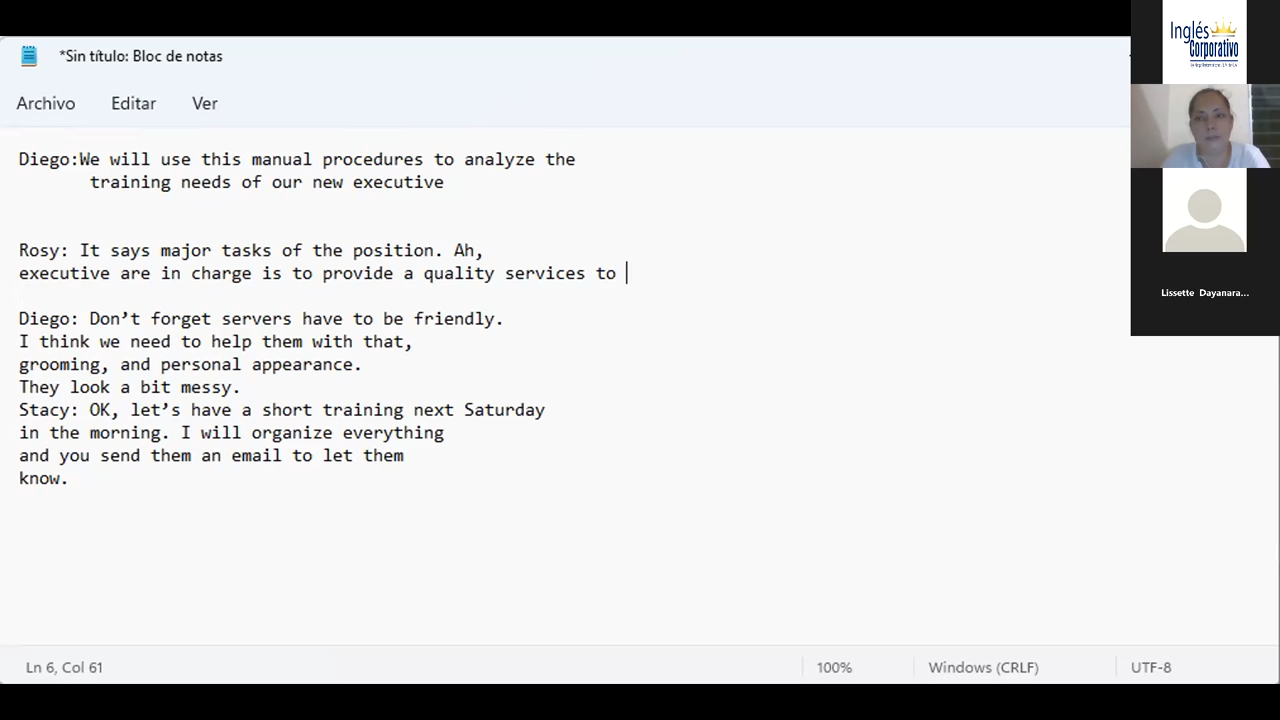 *Sin título: Bloc de notas
Archivo Editar Ver
Diego:We will use this manual procedures to analyze the
training needs of our new executive
Rosy: It says major tasks of the position. Ah,
executive are in charge is to provide a quality services to
Diego: Don’t forget servers have to be friendly.
I think we need to help them with that,
grooming, and personal appearance.
They look a bit messy.
Stacy: OK, let’s have a short training next Saturday
in the morning. I will organize everything
and you send them an email to let them
know.
Ln 6, Col 61
100%
Windows (CRLF)
UTF-8
Inglés
Corporativo
Lissette Dayanara...